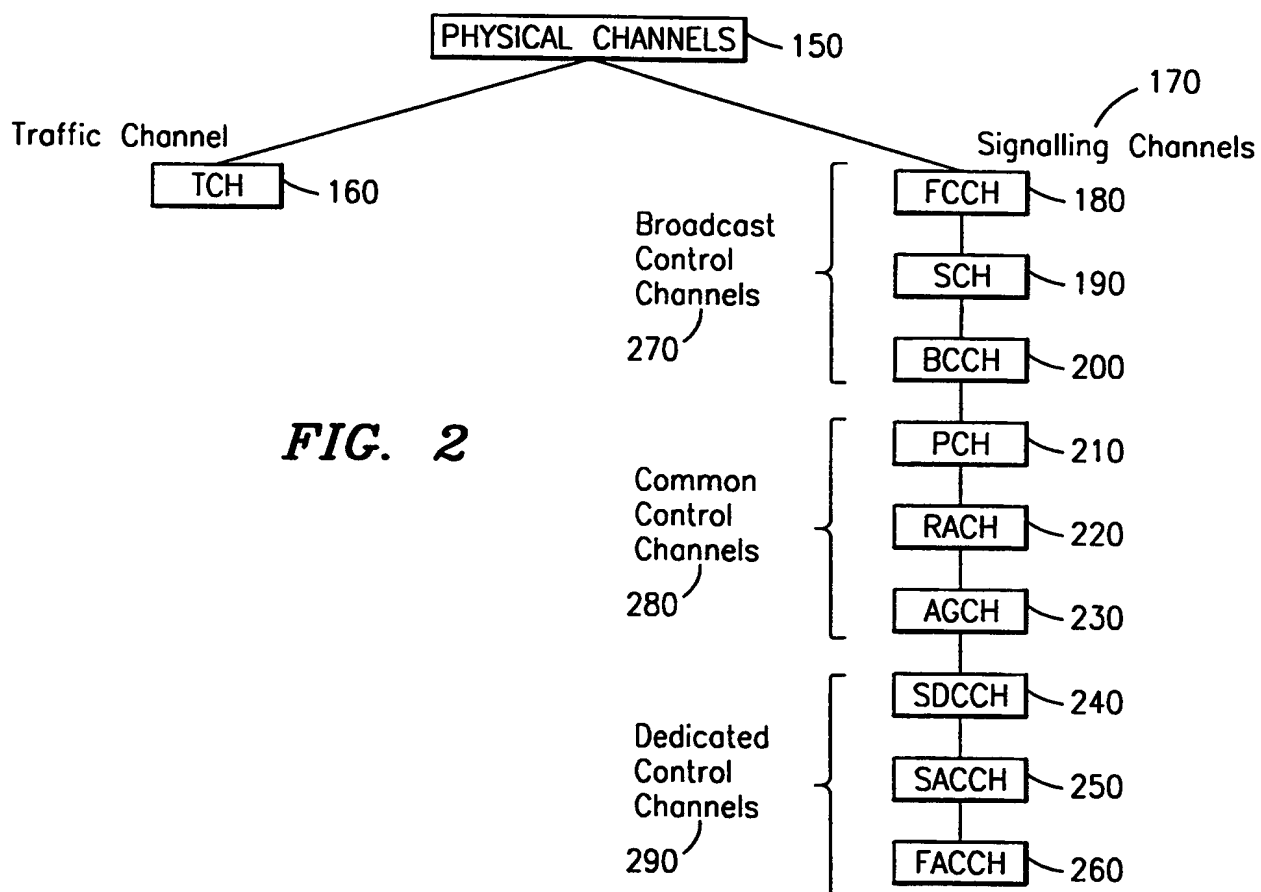 PHYSICAL CHANNELS 150
170
Traffic Channel
Signalling Channels
TCH 160
FCCH 180
Broadcast
Control
Channels
270
SCH 190
BCCH 200
FIG. 2
PCH 210
Common
Control
Channels
280
RACH 220
AGCH 230
SDCCH 240
Dedicated
Control
Channels
290
SACCH 250
FACCH 260